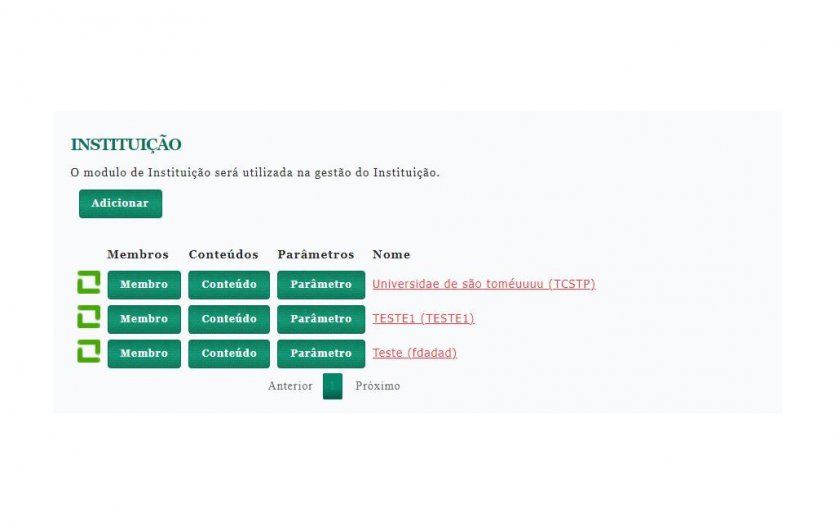 INSTITUIÇÃO
O modulo de Instituição será utilizada na gestão do Instituição.
Adicionar
Membros Conteúdos Parâmetros Nome
Membro Conteúdo Parâmetro Universidae de são toméuuuu (TCSTP)
Membro Conteúdo Parâmetro TESTE1 (TESTE1)
Membro Conteúdo Parâmetro Teste (fdadad)
Anterior 1 Próximo